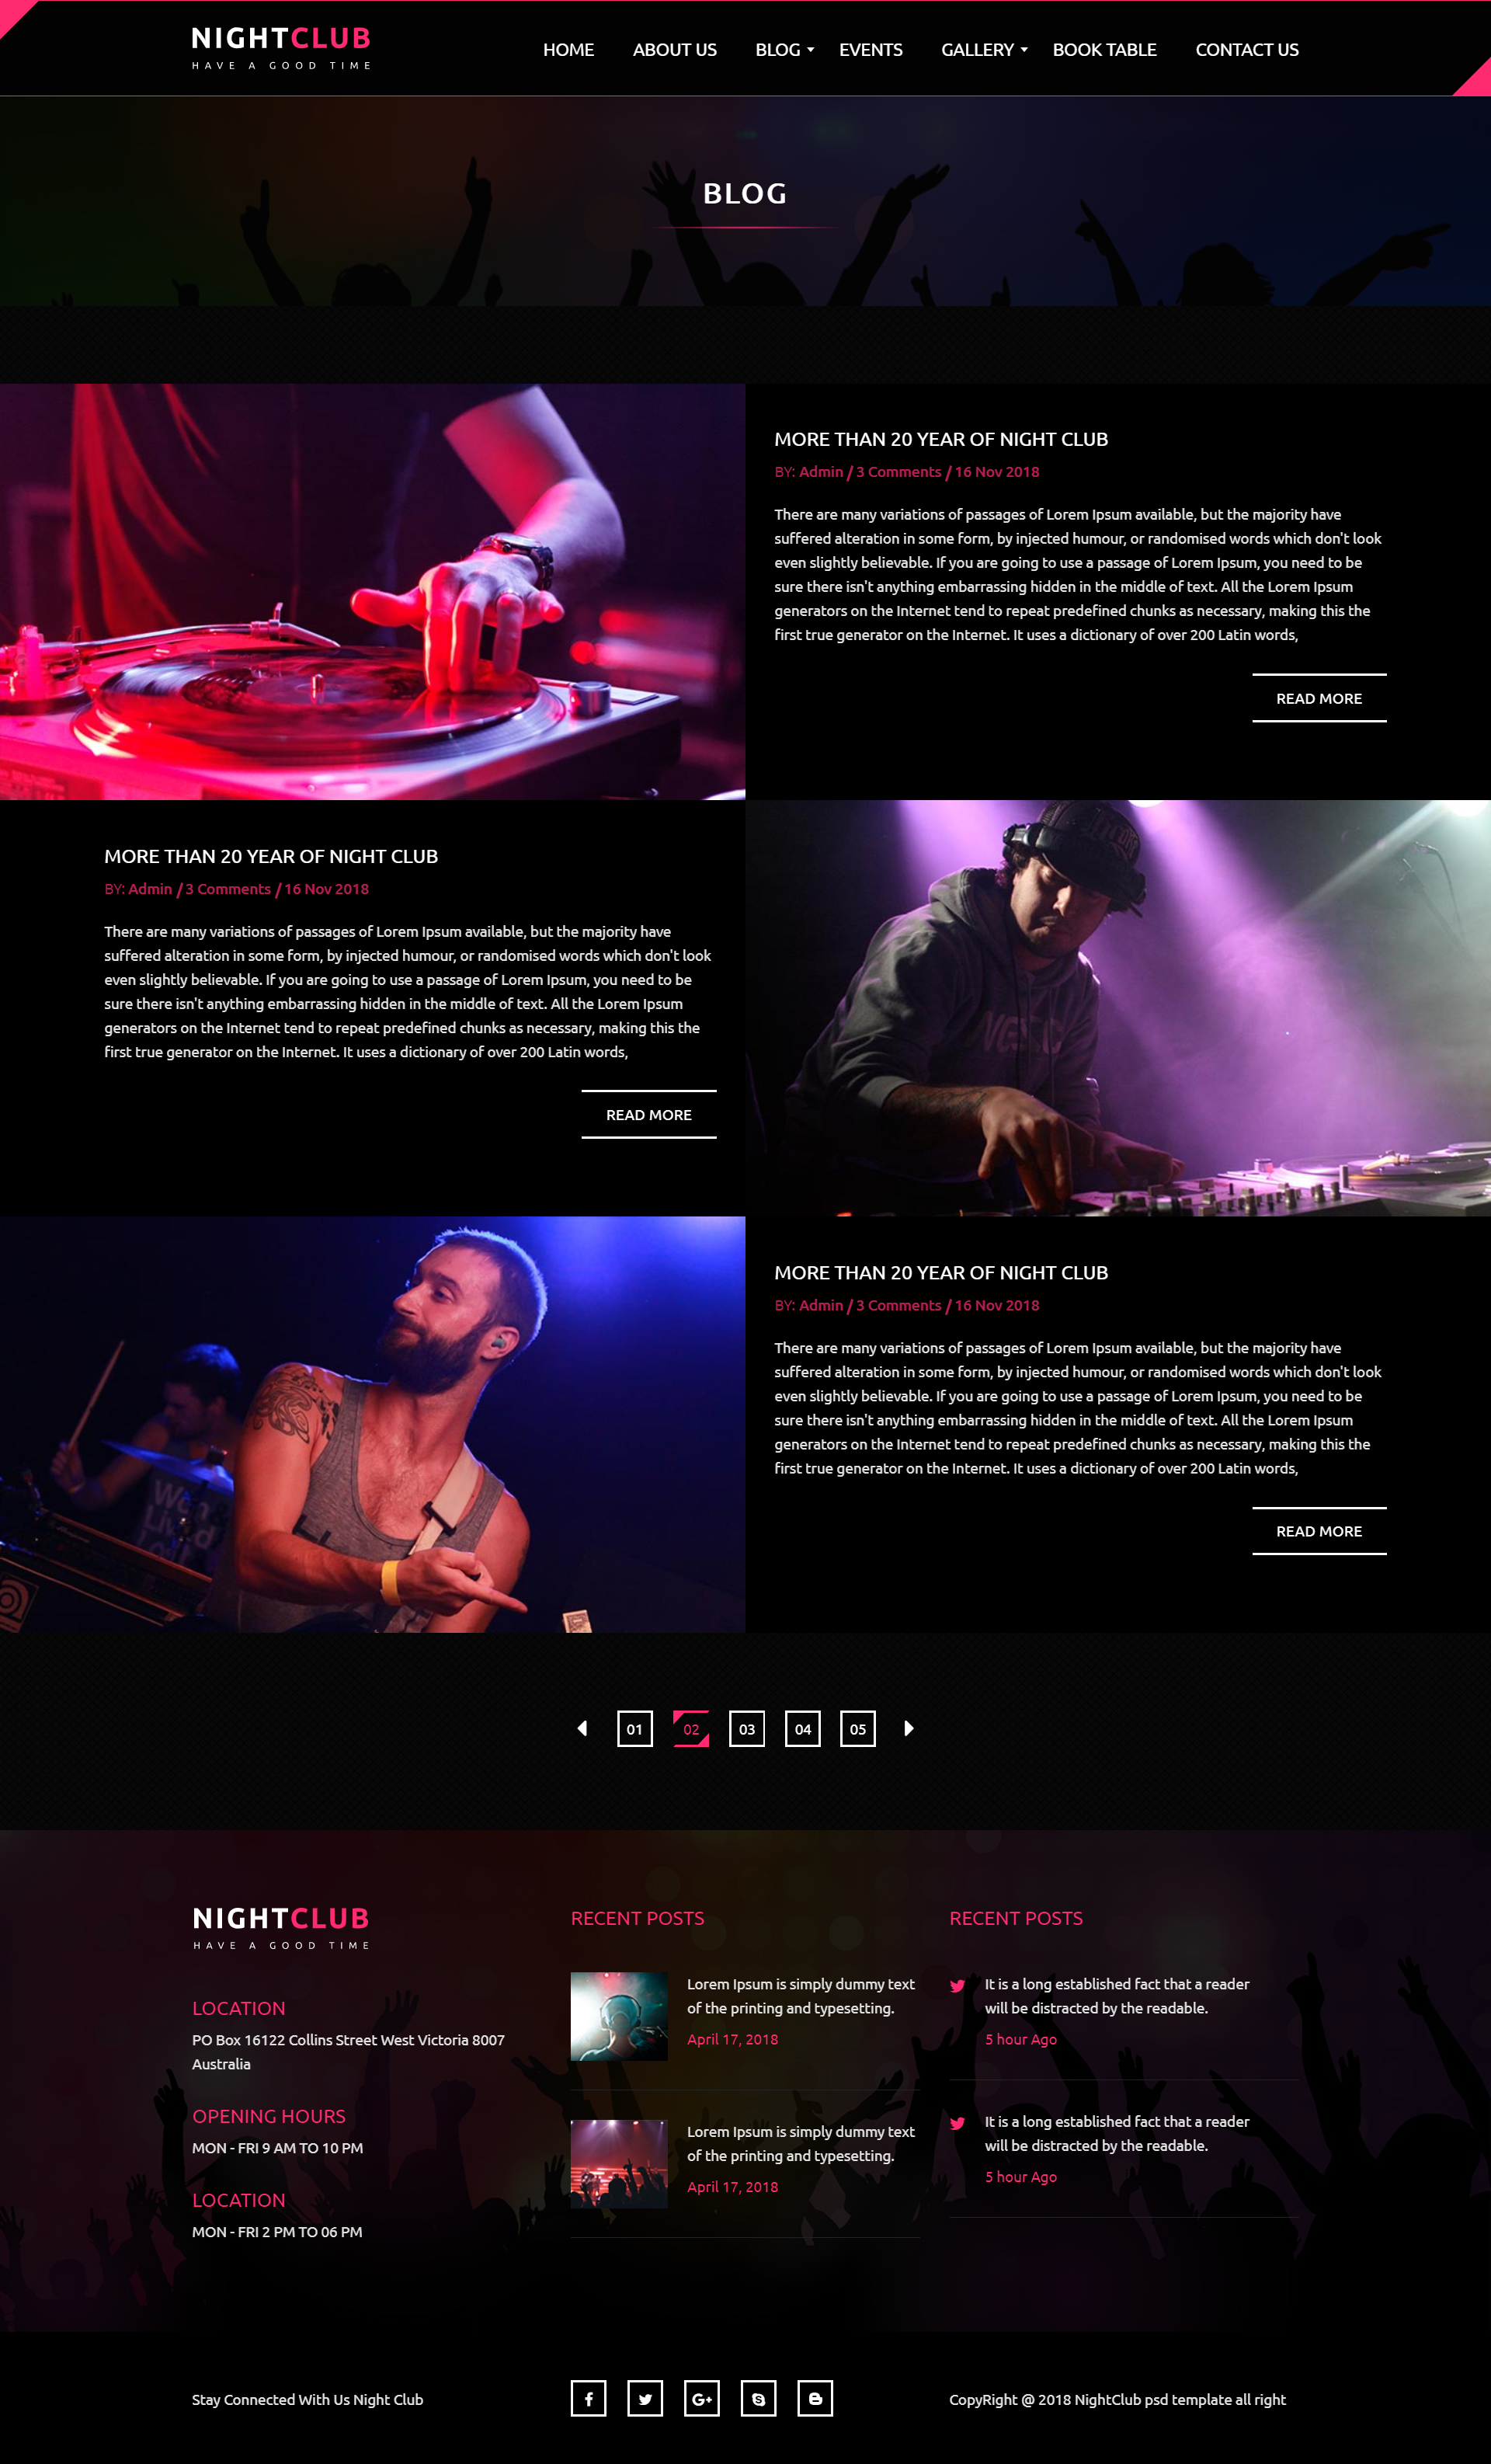 NIGHTCLUB
HAVE A GOOD TIME
HOME ABOUT US BLOG EVENTS GALLERY BOOK TABLE CONTACT US
BLOG
MORE THAN 20 YEAR OF NIGHT CLUB
BY: Admin / 3 Comments / 16 Nov 2018
There are many variations of passages of Lorem Ipsum available, but the majority have
suffered alteration in some form, by injected humour, or randomised words which don't look
even slightly believable. If you are going to use a passage of Lorem Ipsum, you need to be
sure there isn't anything embarrassing hidden in the middle of text. All the Lorem Ipsum
generators on the Internet tend to repeat predefined chunks as necessary, making this the
first true generator on the Internet. It uses a dictionary of over 200 Latin words,
READ MORE
MORE THAN 20 YEAR OF NIGHT CLUB
BY: Admin / 3 Comments / 16 Nov 2018
There are many variations of passages of Lorem Ipsum available, but the majority have
suffered alteration in some form, by injected humour, or randomised words which don't look
even slightly believable. If you are going to use a passage of Lorem Ipsum, you need to be
sure there isn't anything embarrassing hidden in the middle of text. All the Lorem Ipsum
generators on the Internet tend to repeat predefined chunks as necessary, making this the
first true generator on the Internet. It uses a dictionary of over 200 Latin words,
READ MORE
MORE THAN 20 YEAR OF NIGHT CLUB
BY: Admin / 3 Comments / 16 Nov 2018
There are many variations of passages of Lorem Ipsum available, but the majority have
suffered alteration in some form, by injected humour, or randomised words which don't look
even slightly believable. If you are going to use a passage of Lorem Ipsum, you need to be
sure there isn't anything embarrassing hidden in the middle of text. All the Lorem Ipsum
generators on the Internet tend to repeat predefined chunks as necessary, making this the
first true generator on the Internet. It uses a dictionary of over 200 Latin words,
READ MORE
01 02 03 04 05
NIGHTCLUB
HAVE A GOOD TIME
LOCATION
PO Box 16122 Collins Street West Victoria 8007
Australia
OPENING HOURS
MON - FRI 9 AM TO 10 PM
LOCATION
MON - FRI 2 PM TO 06 PM
RECENT POSTS
Lorem Ipsum is simply dummy text
of the printing and typesetting.
April 17, 2018
Lorem Ipsum is simply dummy text
of the printing and typesetting.
April 17, 2018
RECENT POSTS
It is a long established fact that a reader
will be distracted by the readable.
5 hour Ago
It is a long established fact that a reader
will be distracted by the readable.
5 hour Ago
Stay Connected With Us Night Club
CopyRight @ 2018 NightClub psd template all right